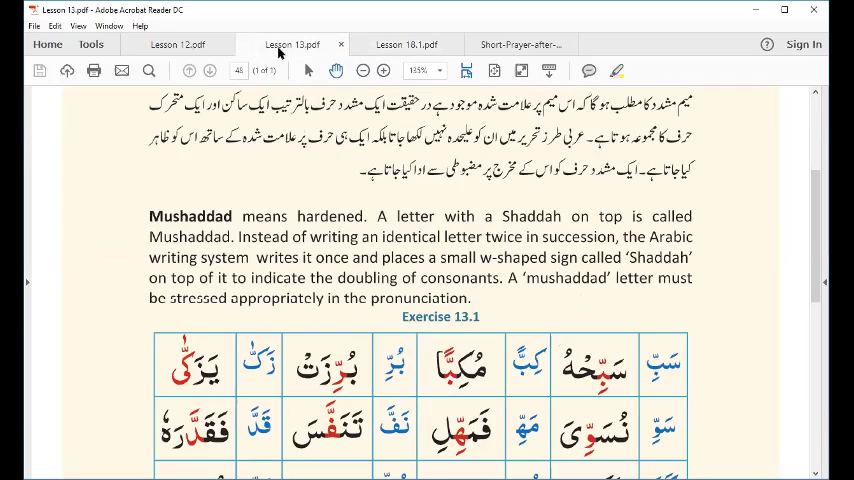 Lesson 13.pdf - Adobe Acrobat Reader DC
File Edit View Window Help
Home Tools Lesson 12.pdf Lesson 13.pdf × Lesson 18.1.pdf Short-Prayer-after-... Sign In
48 (1 of 1) 135%
میم مشدد کا مطلب ہو گا کہ اس میم پر علامت شدہ موجود ہے در حقیقت ایک مشدد حرف بالترتیب ایک ساکن اور ایک متحرک
حرف کا مجموعہ ہوتا ہے۔ عربی طرز تحریر میں ان کو علیحدہ نہیں لکھا جاتا بلکہ ایک ہی حرف پر علامت شدہ کے ساتھ اس کو ظاہر
کیا جاتا ہے۔ ایک مشدد حرف کو اس کے مخرج پر مضبوطی سے ادا کیا جاتا ہے۔
Mushaddad means hardened. A letter with a Shaddah on top is called
Mushaddad. Instead of writing an identical letter twice in succession, the Arabic
writing system writes it once and places a small w-shaped sign called ‘Shaddah’
on top of it to indicate the doubling of consonants. A ‘mushaddad’ letter must
be stressed appropriately in the pronunciation.
Exercise 13.1
سَبِّ سَبِّحْهُ كِبًّ مُكِبًّا بُرِّ بُرِّزَتْ زَكّٰ يَزَّكّٰى
سَوِّ نُسَوِّىَ مَهِّ فَمَهِّلِ نَفَّ تَنَفَّسَ قَدَّ فَقَدَّرَهٗ